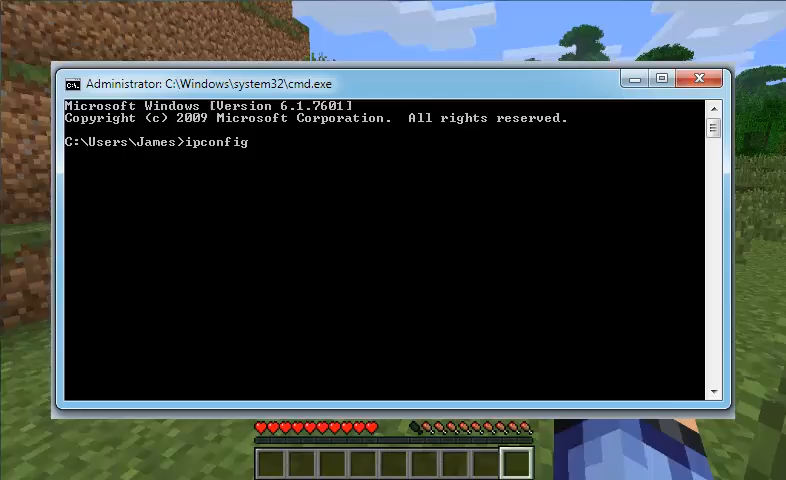 Administrator: C:\Windows\system32\cmd.exe
Microsoft Windows [Version 6.1.7601]
Copyright (c) 2009 Microsoft Corporation.  All rights reserved.
C:\Users\James>ipconfig